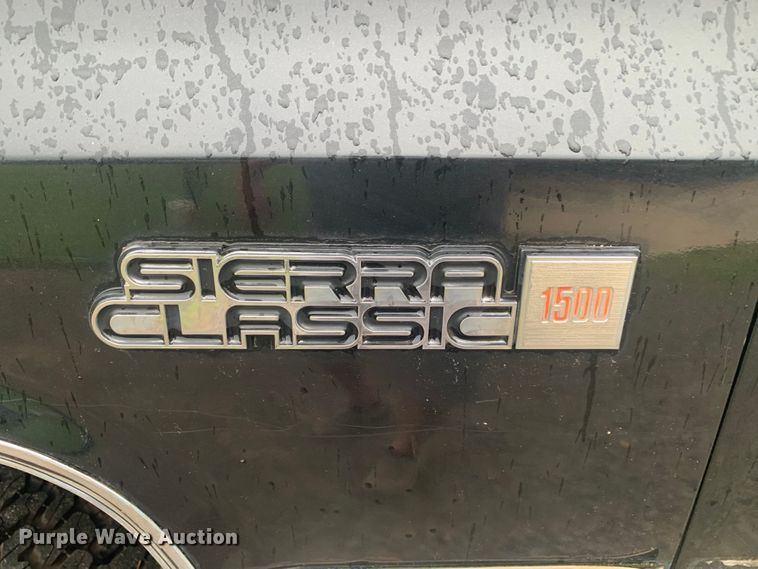 SIERRA
CLASSIC
1500
Purple Wave Auction